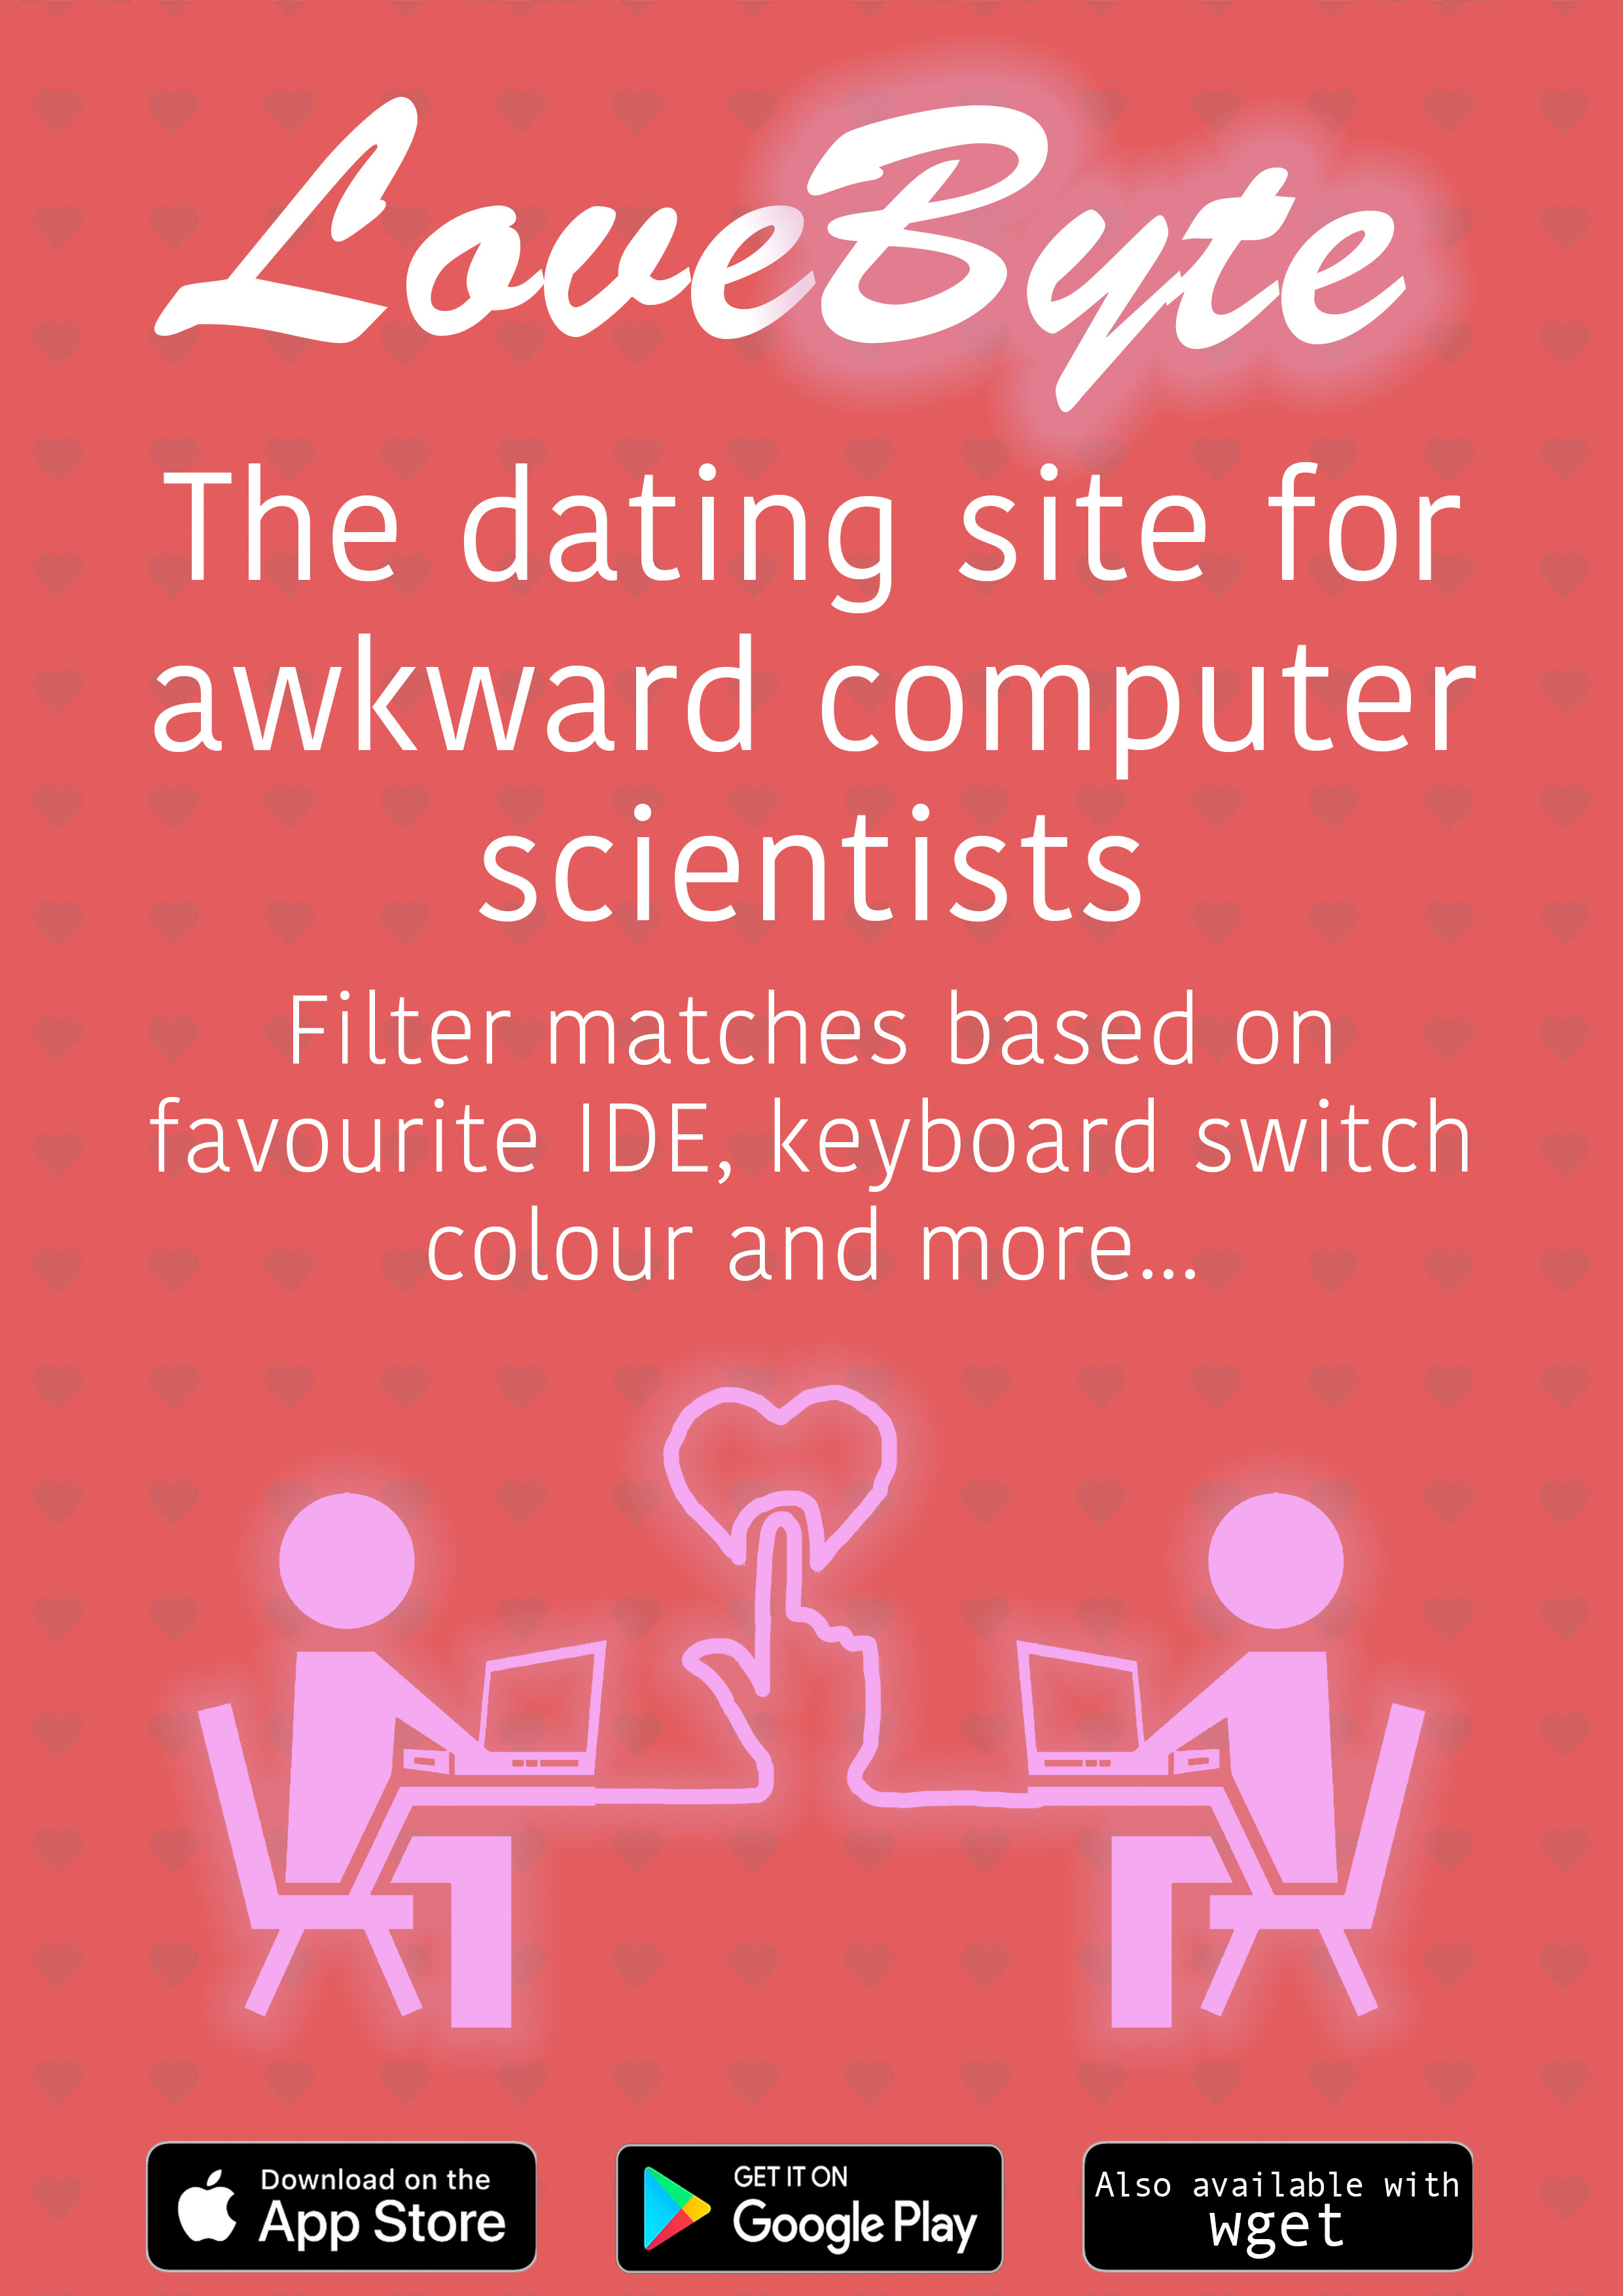 LoveByte
The dating site for
awkward computer
scientists
Filter matches based on
favourite IDE, keyboard switch
colour and more...
Download on the
App Store
GET IT ON
Google Play
Also available with
wget